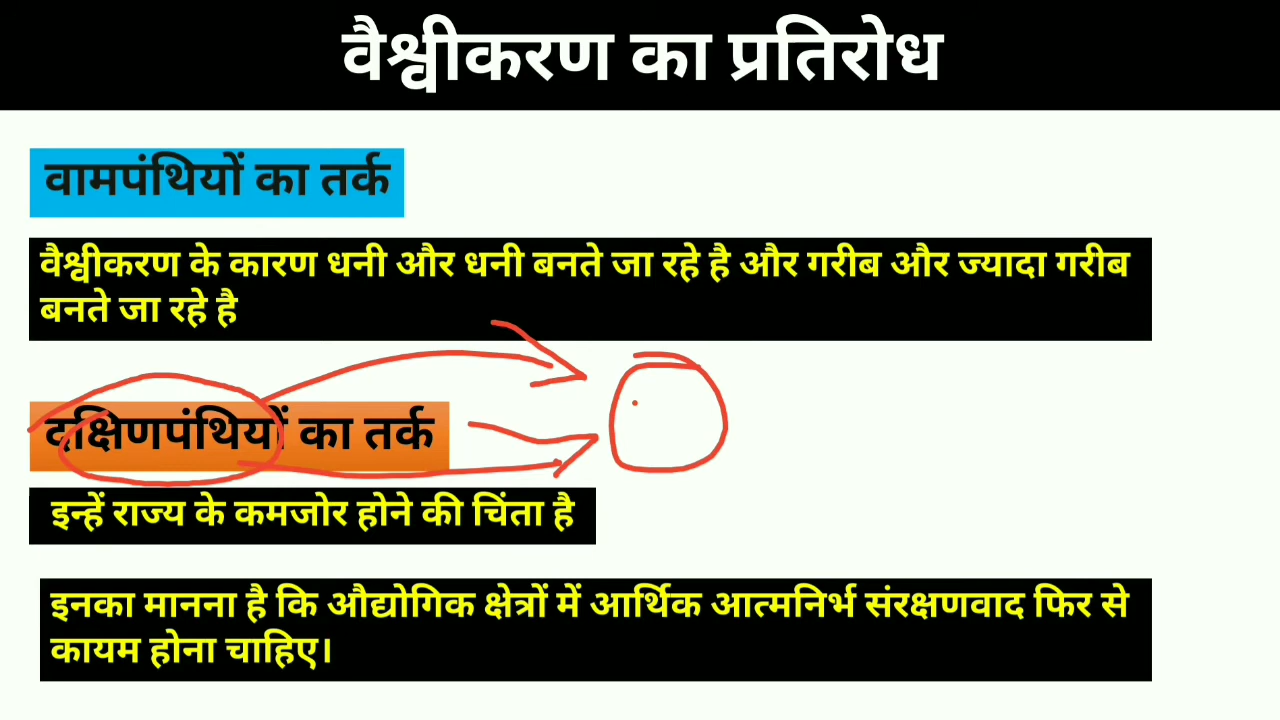 वैश्वीकरण का प्रतिरोध
वामपंथियों का तर्क
वैश्वीकरण के कारण धनी और धनी बनते जा रहे है और गरीब और ज्यादा गरीब
बनते जा रहे है
दक्षिणपंथियों का तर्क
इन्हें राज्य के कमजोर होने की चिंता है
इनका मानना है कि औद्योगिक क्षेत्रों में आर्थिक आत्मनिर्भ संरक्षणवाद फिर से
कायम होना चाहिए।